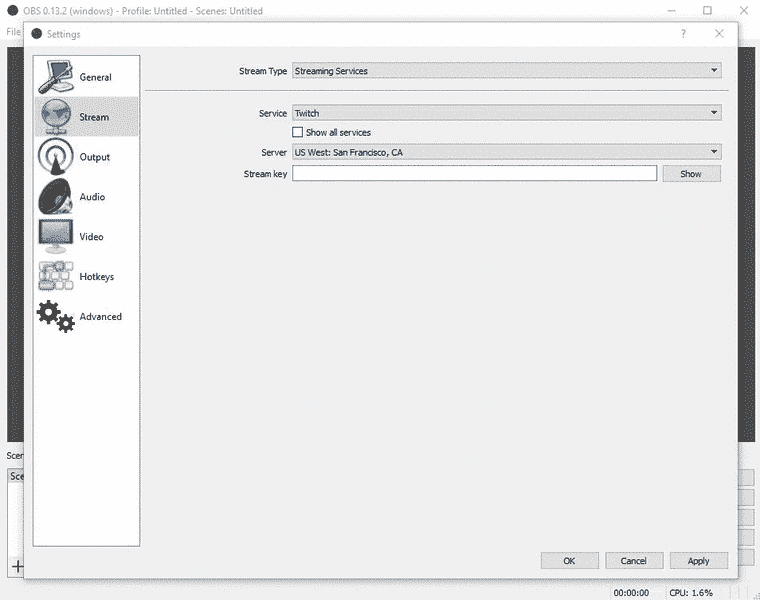 OBS 0.13.2 (windows) - Profile: Untitled - Scenes: Untitled
File
Settings
?
General
Stream
Output
Audio
Video
Hotkeys
Advanced
Stream Type Streaming Services
Service Twitch
Show all services
Server US West: San Francisco, CA
Stream key Show
Scen
Sce
OK Cancel Apply
00:00:00 CPU: 1.6%